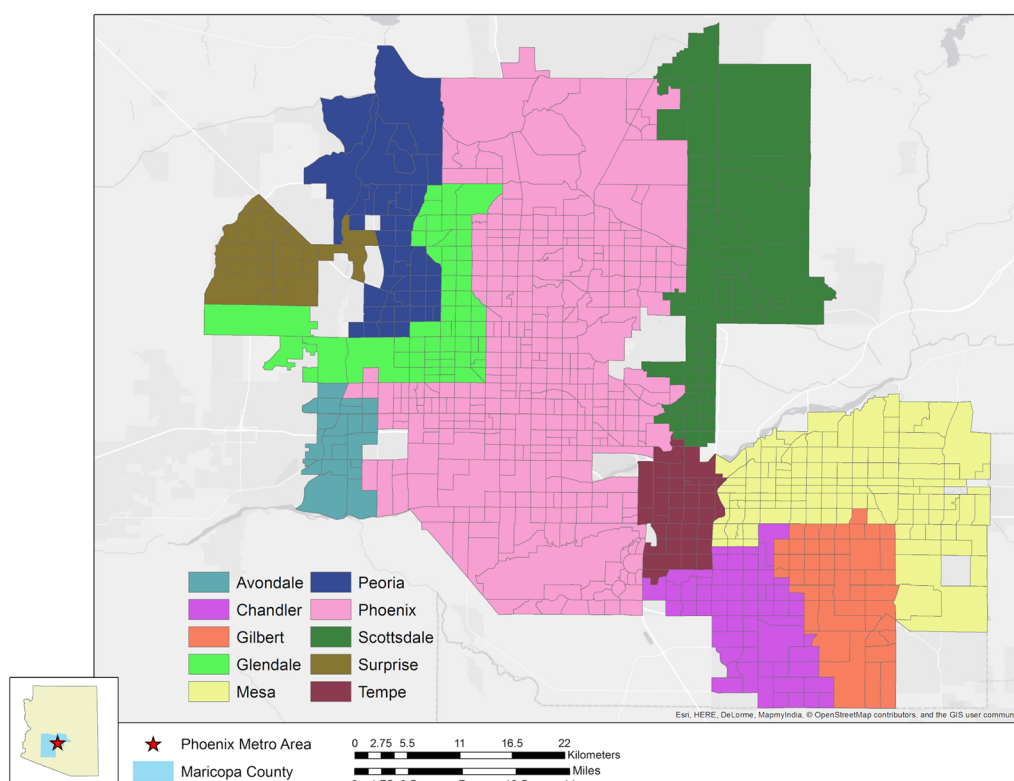 Avondale
Chandler
Gilbert
Glendale
Mesa
Peoria
Phoenix
Scottsdale
Surprise
Tempe
Esri, HERE, DeLorme, MapmyIndia, © OpenStreetMap contributors, and the GIS user commun
Phoenix Metro Area
Maricopa County
0 2.75 5.5 11 16.5 22
Kilometers
Miles